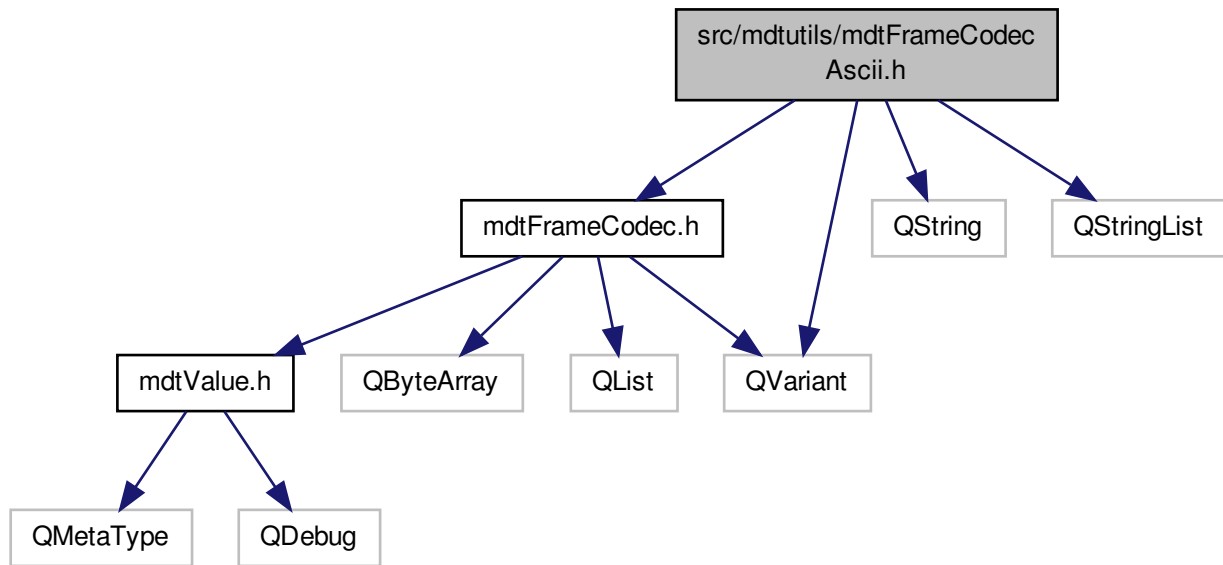 src/mdtutils/mdtFrameCodec
Ascii.h
mdtFrameCodec.h
QString
QStringList
mdtValue.h
QByteArray
QList
QVariant
QMetaType
QDebug